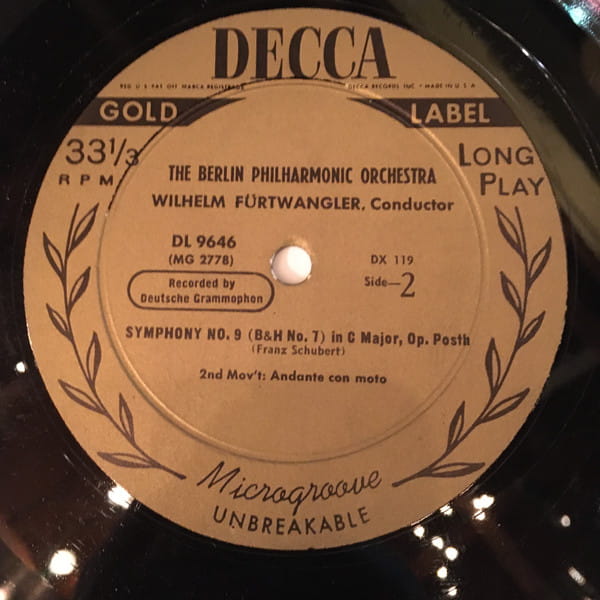 DECCA
REG. U.S. PAT. OFF. MARCA REGISTRADA
DECCA RECORDS INC. • MADE IN U.S.A.
GOLD LABEL
33 1/3 RPM
LONG PLAY
THE BERLIN PHILHARMONIC ORCHESTRA
WILHELM FÜRTWANGLER, Conductor
DL 9646
(MG 2778)
DX 119
Side—2
Recorded by
Deutsche Grammophon
SYMPHONY NO. 9 (B&H No. 7) in C Major, Op. Posth
(Franz Schubert)
2nd Mov't: Andante con moto
Microgroove
UNBREAKABLE